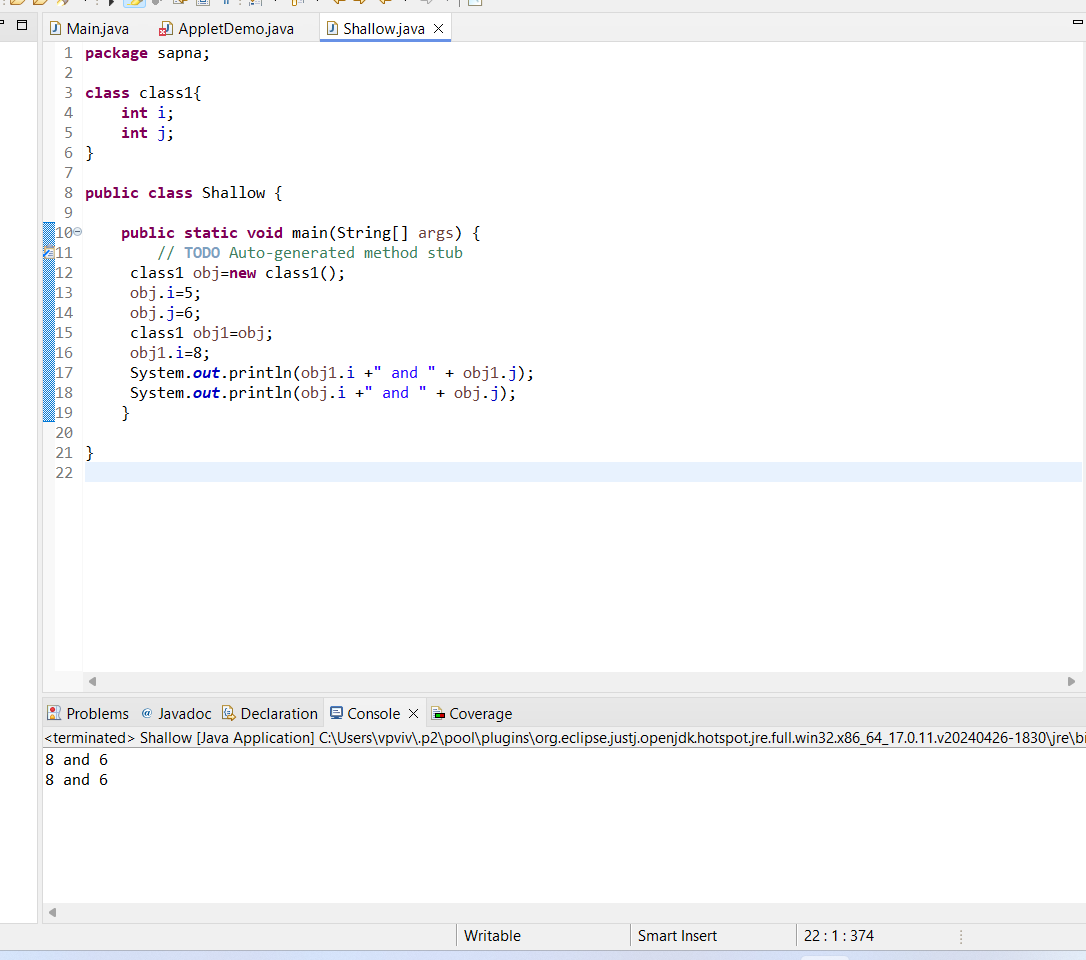 Main.java AppletDemo.java Shallow.java
1 package sapna;
2
3 class class1{
4 int i;
5 int j;
6 }
7
8 public class Shallow {
9
10 public static void main(String[] args) {
11 // TODO Auto-generated method stub
12 class1 obj=new class1();
13 obj.i=5;
14 obj.j=6;
15 class1 obj1=obj;
16 obj1.i=8;
17 System.out.println(obj1.i +" and " + obj1.j);
18 System.out.println(obj.i +" and " + obj.j);
19 }
20
21 }
22
Problems @ Javadoc Declaration Console Coverage
<terminated> Shallow [Java Application] C:\Users\vpviv\.p2\pool\plugins\org.eclipse.justj.openjdk.hotspot.jre.full.win32.x86_64_17.0.11.v20240426-1830\jre\bi
8 and 6
8 and 6
Writable Smart Insert 22 : 1 : 374